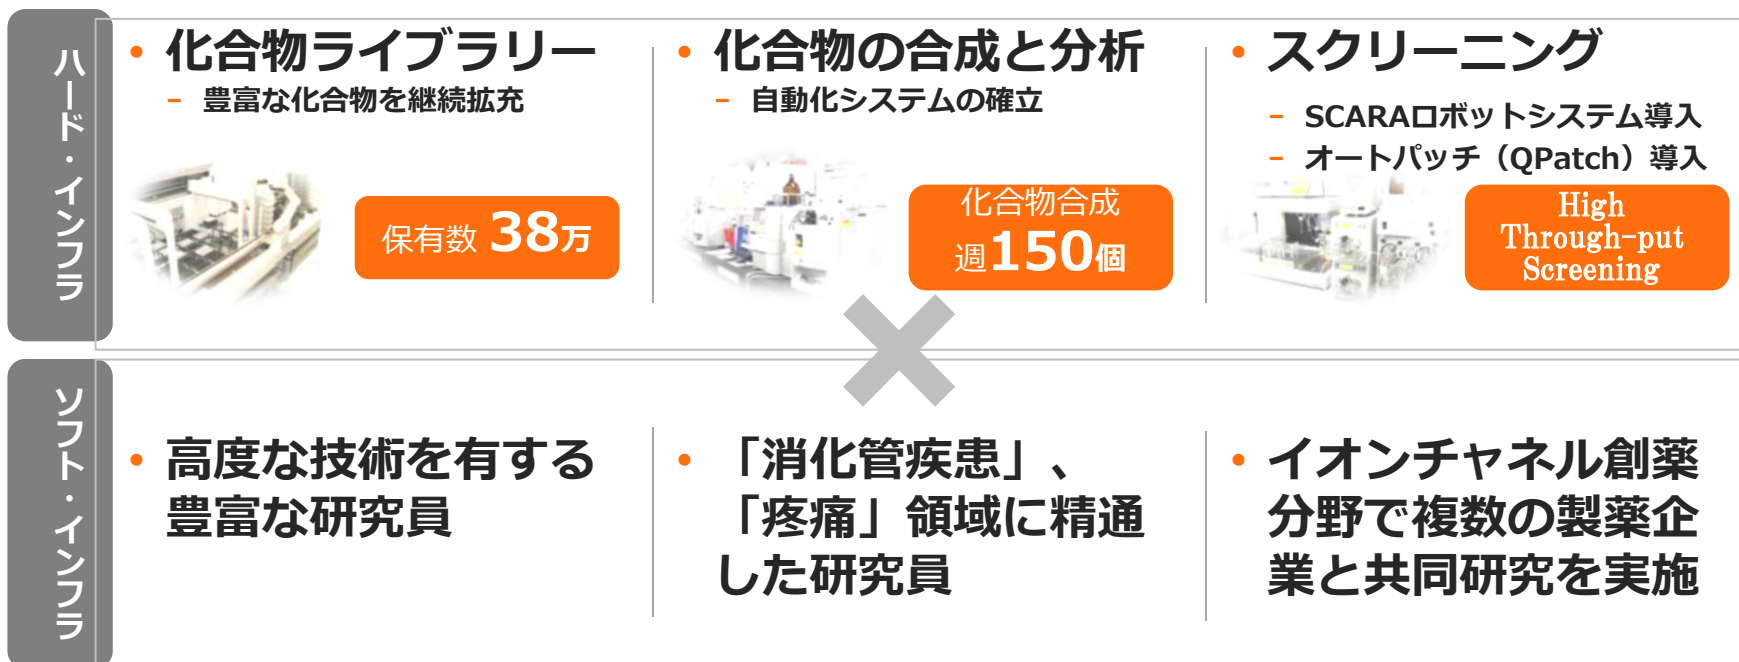 ハード・インフラ
• 化合物ライブラリー
– 豊富な化合物を継続拡充
保有数 38万
• 化合物の合成と分析
– 自動化システムの確立
化合物合成
週150個
• スクリーニング
– SCARAロボットシステム導入
– オートパッチ（QPatch）導入
High
Through-put
Screening
ソフト・インフラ
• 高度な技術を有する
豊富な研究員
• 「消化管疾患」、
「疼痛」領域に精通
した研究員
• イオンチャネル創薬
分野で複数の製薬企
業と共同研究を実施